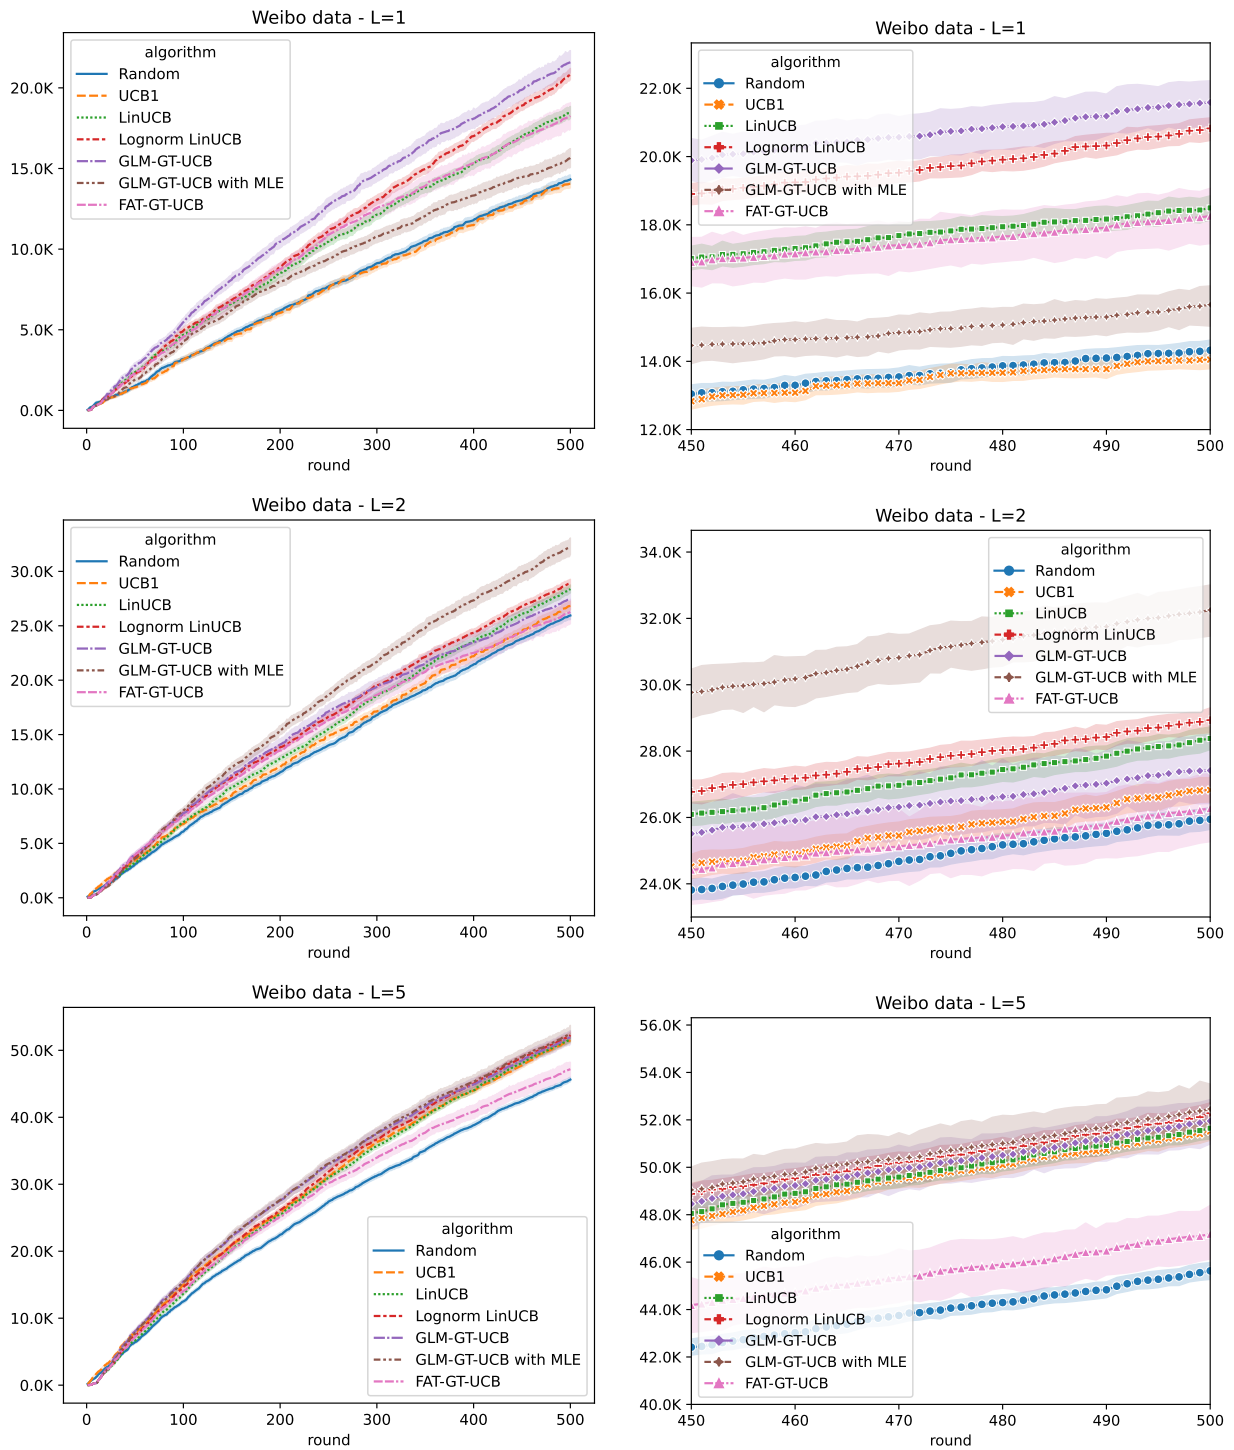 Weibo data - L=1
algorithm
Random
UCB1
LinUCB
Lognorm LinUCB
GLM-GT-UCB
GLM-GT-UCB with MLE
FAT-GT-UCB
20.0K
15.0K
10.0K
5.0K
0.0K
0 100 200 300 400 500
round
Weibo data - L=1
algorithm
Random
UCB1
LinUCB
Lognorm LinUCB
GLM-GT-UCB
GLM-GT-UCB with MLE
FAT-GT-UCB
22.0K
20.0K
18.0K
16.0K
14.0K
12.0K
450 460 470 480 490 500
round
Weibo data - L=2
algorithm
Random
UCB1
LinUCB
Lognorm LinUCB
GLM-GT-UCB
GLM-GT-UCB with MLE
FAT-GT-UCB
30.0K
25.0K
20.0K
15.0K
10.0K
5.0K
0.0K
0 100 200 300 400 500
round
Weibo data - L=2
algorithm
Random
UCB1
LinUCB
Lognorm LinUCB
GLM-GT-UCB
GLM-GT-UCB with MLE
FAT-GT-UCB
34.0K
32.0K
30.0K
28.0K
26.0K
24.0K
450 460 470 480 490 500
round
Weibo data - L=5
50.0K
40.0K
30.0K
20.0K
10.0K
0.0K
algorithm
Random
UCB1
LinUCB
Lognorm LinUCB
GLM-GT-UCB
GLM-GT-UCB with MLE
FAT-GT-UCB
0 100 200 300 400 500
round
Weibo data - L=5
56.0K
54.0K
52.0K
50.0K
48.0K
46.0K
44.0K
42.0K
40.0K
algorithm
Random
UCB1
LinUCB
Lognorm LinUCB
GLM-GT-UCB
GLM-GT-UCB with MLE
FAT-GT-UCB
450 460 470 480 490 500
round